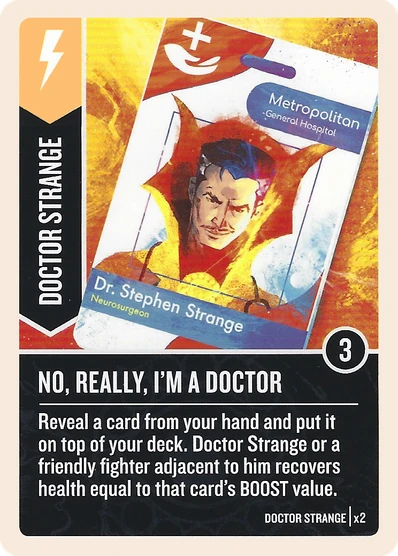 DOCTOR STRANGE
Metropolitan
General Hospital
Dr. Stephen Strange
Neurosurgeon
3
NO, REALLY, I'M A DOCTOR
Reveal a card from your hand and put it
on top of your deck. Doctor Strange or a
friendly fighter adjacent to him recovers
health equal to that card's BOOST value.
DOCTOR STRANGE | x2